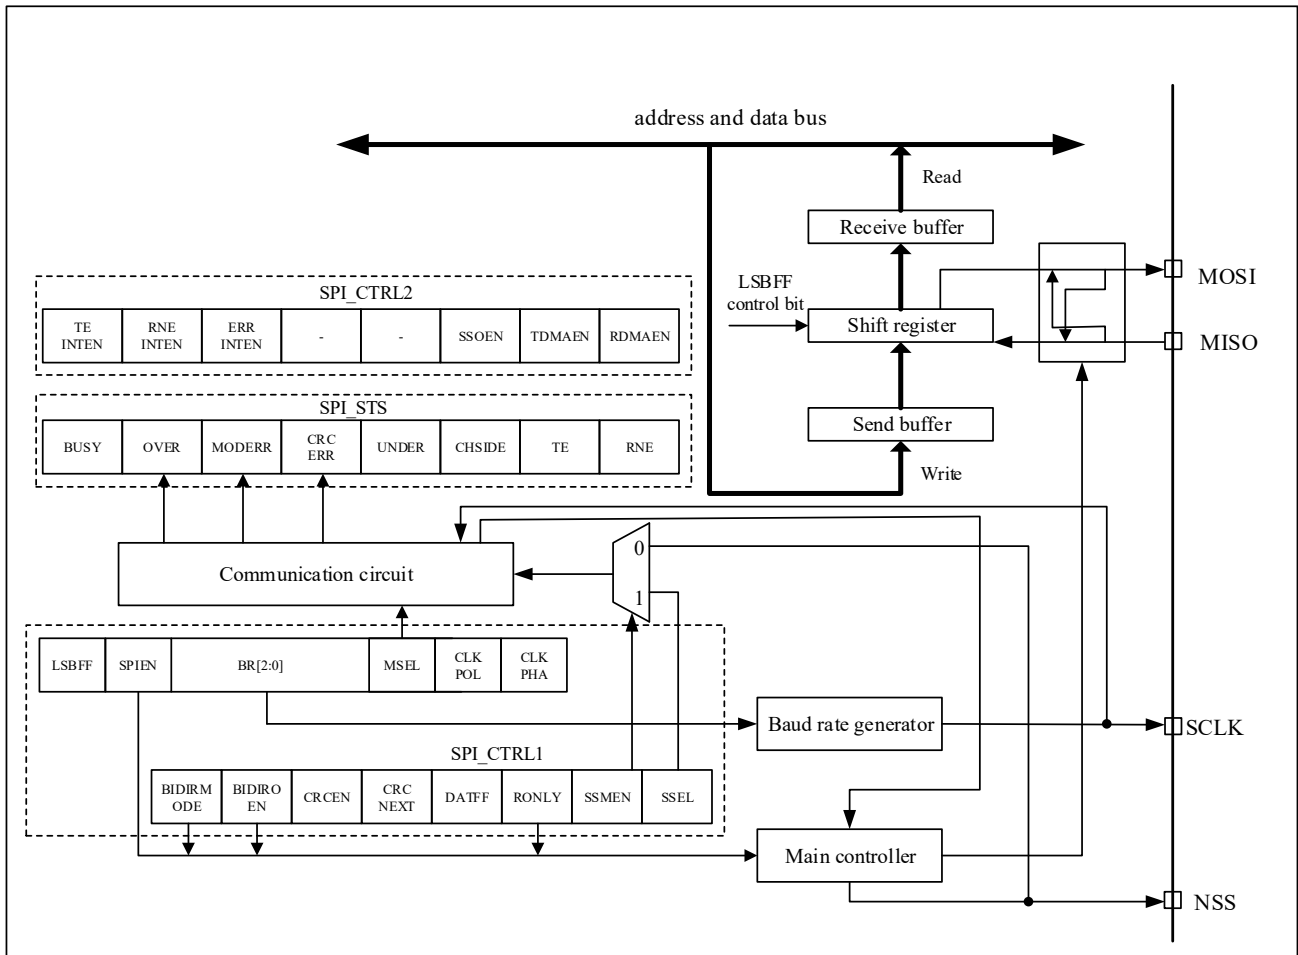 address and data bus
Read
Receive buffer
LSBFF
control bit
Shift register
MOSI
MISO
Send buffer
Write
SPI_CTRL2
TE
INTEN
RNE
INTEN
ERR
INTEN
-
-
SSOEN
TDMAEN
RDMAEN
SPI_STS
BUSY
OVER
MODERR
CRC
ERR
UNDER
CHSIDE
TE
RNE
Communication circuit
0
1
LSBFF
SPIEN
BR[2:0]
MSEL
CLK
POL
CLK
PHA
Baud rate generator
SCLK
SPI_CTRL1
BIDIRM
ODE
BIDIRO
EN
CRCEN
CRC
NEXT
DATFF
RONLY
SSMEN
SSEL
Main controller
NSS